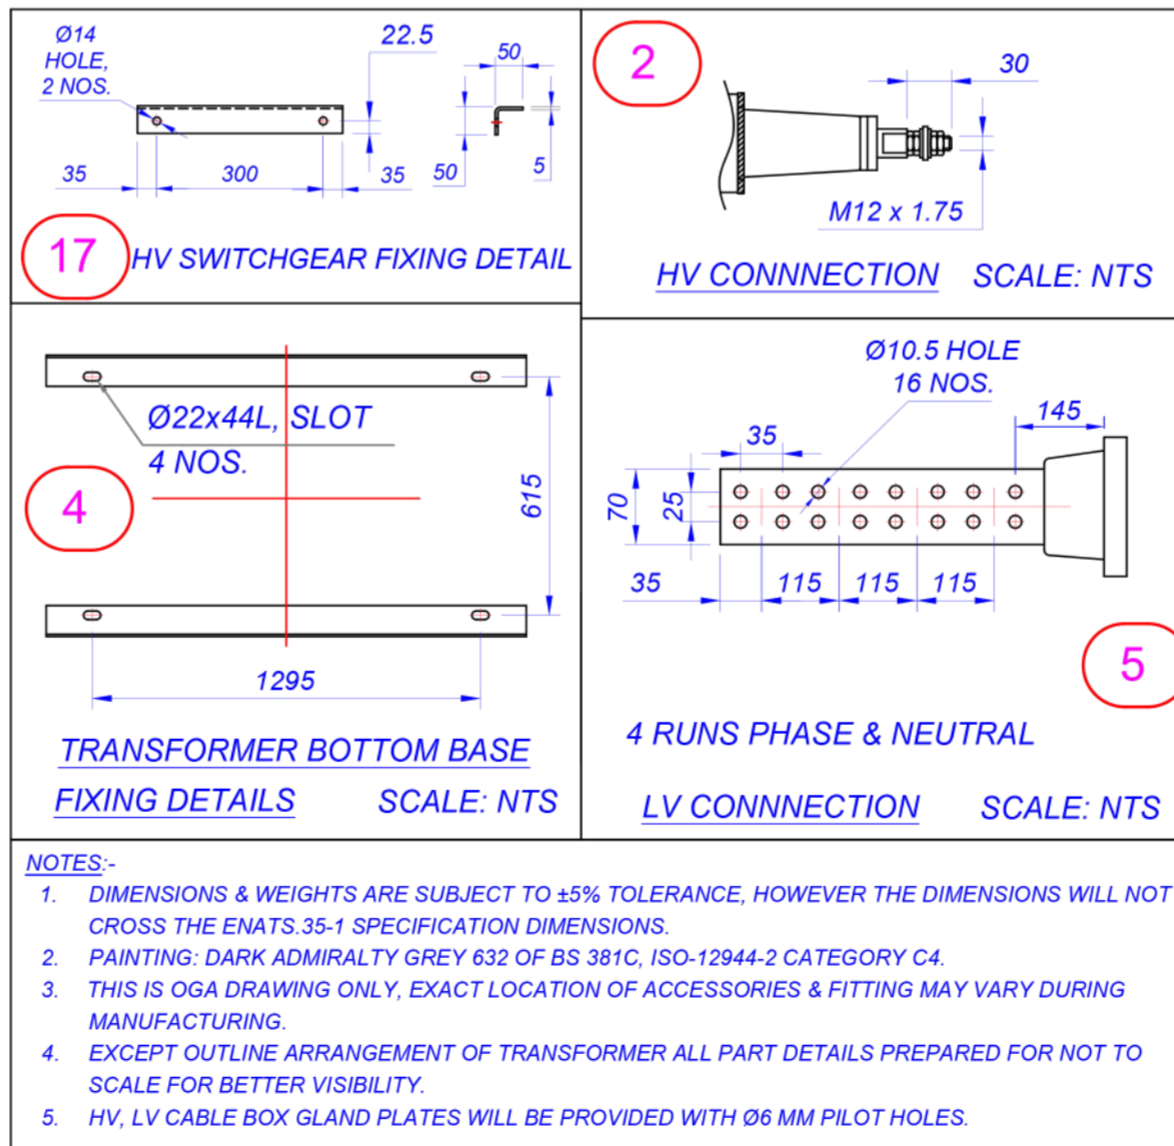 Ø14
HOLE,
2 NOS.
22.5
50
35
300
35
50
5
17
HV SWITCHGEAR FIXING DETAIL
2
30
M12 x 1.75
HV CONNNECTION SCALE: NTS
Ø22x44L, SLOT
4 NOS.
4
615
1295
TRANSFORMER BOTTOM BASE
FIXING DETAILS SCALE: NTS
Ø10.5 HOLE
16 NOS.
145
35
70
25
35
115
115
115
5
4 RUNS PHASE & NEUTRAL
LV CONNNECTION SCALE: NTS
NOTES:-
1. DIMENSIONS & WEIGHTS ARE SUBJECT TO ±5% TOLERANCE, HOWEVER THE DIMENSIONS WILL NOT
CROSS THE ENATS.35-1 SPECIFICATION DIMENSIONS.
2. PAINTING: DARK ADMIRALTY GREY 632 OF BS 381C, ISO-12944-2 CATEGORY C4.
3. THIS IS OGA DRAWING ONLY, EXACT LOCATION OF ACCESSORIES & FITTING MAY VARY DURING
MANUFACTURING.
4. EXCEPT OUTLINE ARRANGEMENT OF TRANSFORMER ALL PART DETAILS PREPARED FOR NOT TO
SCALE FOR BETTER VISIBILITY.
5. HV, LV CABLE BOX GLAND PLATES WILL BE PROVIDED WITH Ø6 MM PILOT HOLES.